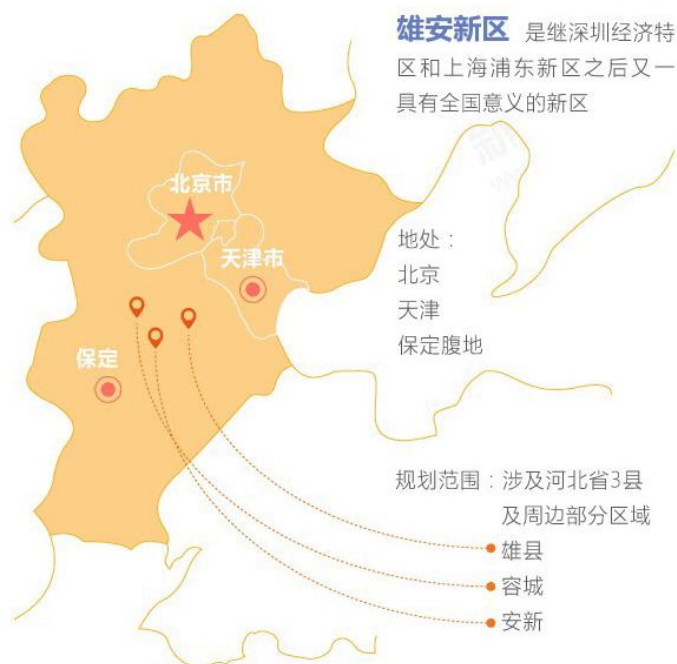 雄安新区 是继深圳经济特
区和上海浦东新区之后又一
具有全国意义的新区
北京市
天津市
保定
地处：
北京
天津
保定腹地
规划范围：涉及河北省3县
及周边部分区域
雄县
容城
安新